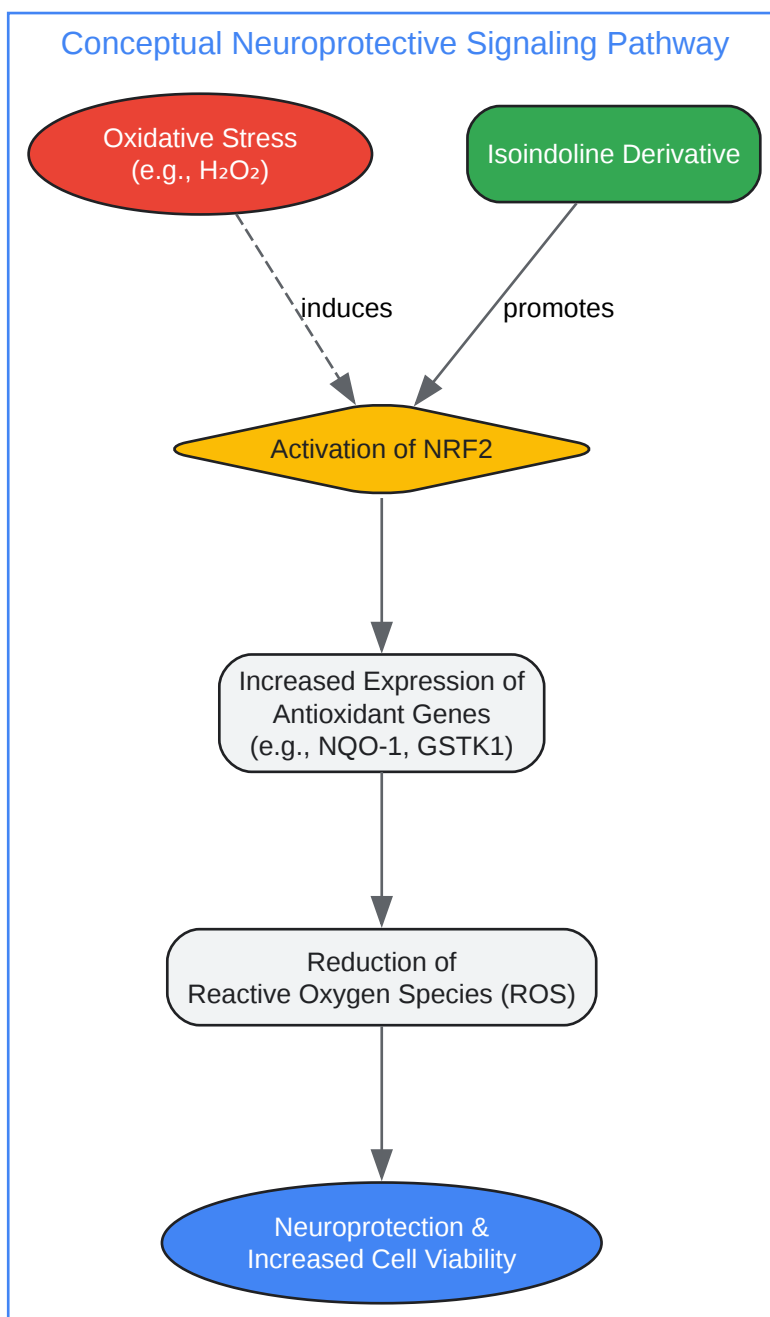 Conceptual Neuroprotective Signaling Pathway
Oxidative Stress
(e.g., H₂O₂)
Isoindoline Derivative
induces
promotes
Activation of NRF2
Increased Expression of
Antioxidant Genes
(e.g., NQO-1, GSTK1)
Reduction of
Reactive Oxygen Species (ROS)
Neuroprotection &
Increased Cell Viability